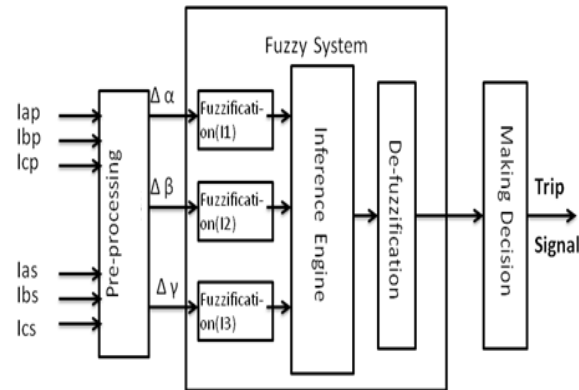 Fuzzy System
Iap
Ibp
Icp
Ias
Ibs
Ics
Pre-processing
Δ α
Δ β
Δ γ
Fuzzificati-
on(I1)
Fuzzificati-
on(I2)
Fuzzificati-
on(I3)
Inference Engine
De-fuzzification
Making Decision
Trip
Signal